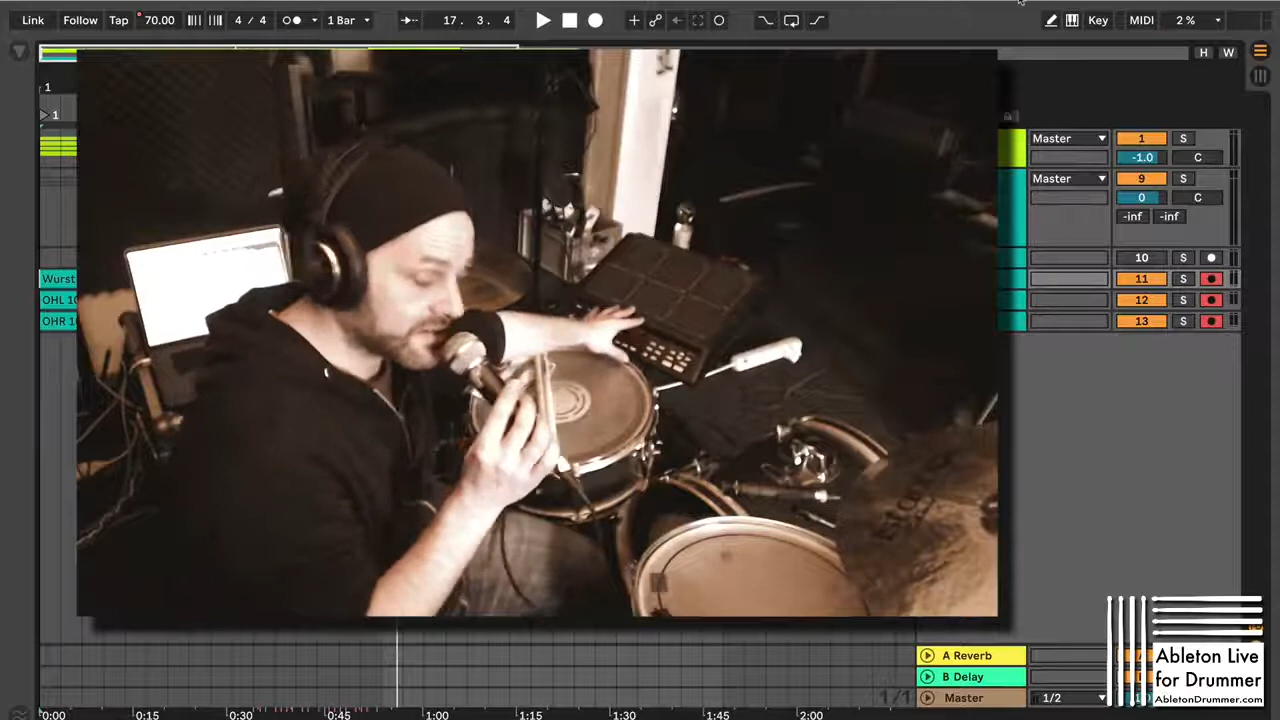 Link Tap 70.00 4 / 4 1 Bar 17. 3. 4 Key MIDI 2 %
H W
1
1
Master 1 S
-1.0 C
Master 9 S
0 C
-inf -inf
10 S
Wurst 11 S
OHL 10 12 S
OHR 10 13 S
A Reverb
B Delay
1/1 Master 1/2
0:00 0:15 0:30 0:45 1:00 1:15 1:30 1:45 2:00
Ableton Live
for Drummer
AbletonDrummer.com